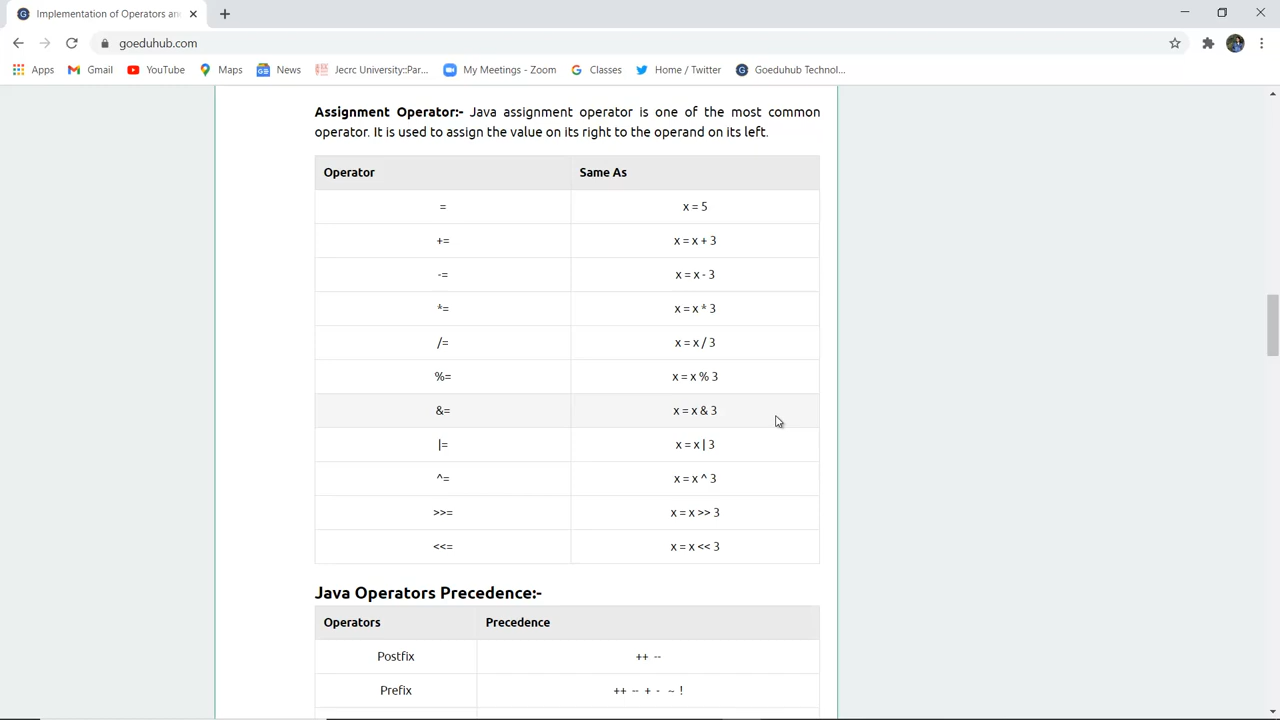 Implementation of Operators an
goeduhub.com
Apps Gmail YouTube Maps News Jecrc University::Par... My Meetings - Zoom Classes Home / Twitter Goeduhub Technol...
Assignment Operator:- Java assignment operator is one of the most common
operator. It is used to assign the value on its right to the operand on its left.
Operator Same As
= x = 5
+= x = x + 3
-= x = x - 3
*= x = x * 3
/= x = x / 3
%= x = x % 3
&= x = x & 3
|= x = x | 3
^= x = x ^ 3
>>= x = x >> 3
<<= x = x << 3
Java Operators Precedence:-
Operators Precedence
Postfix ++ --
Prefix ++ -- + - ~ !